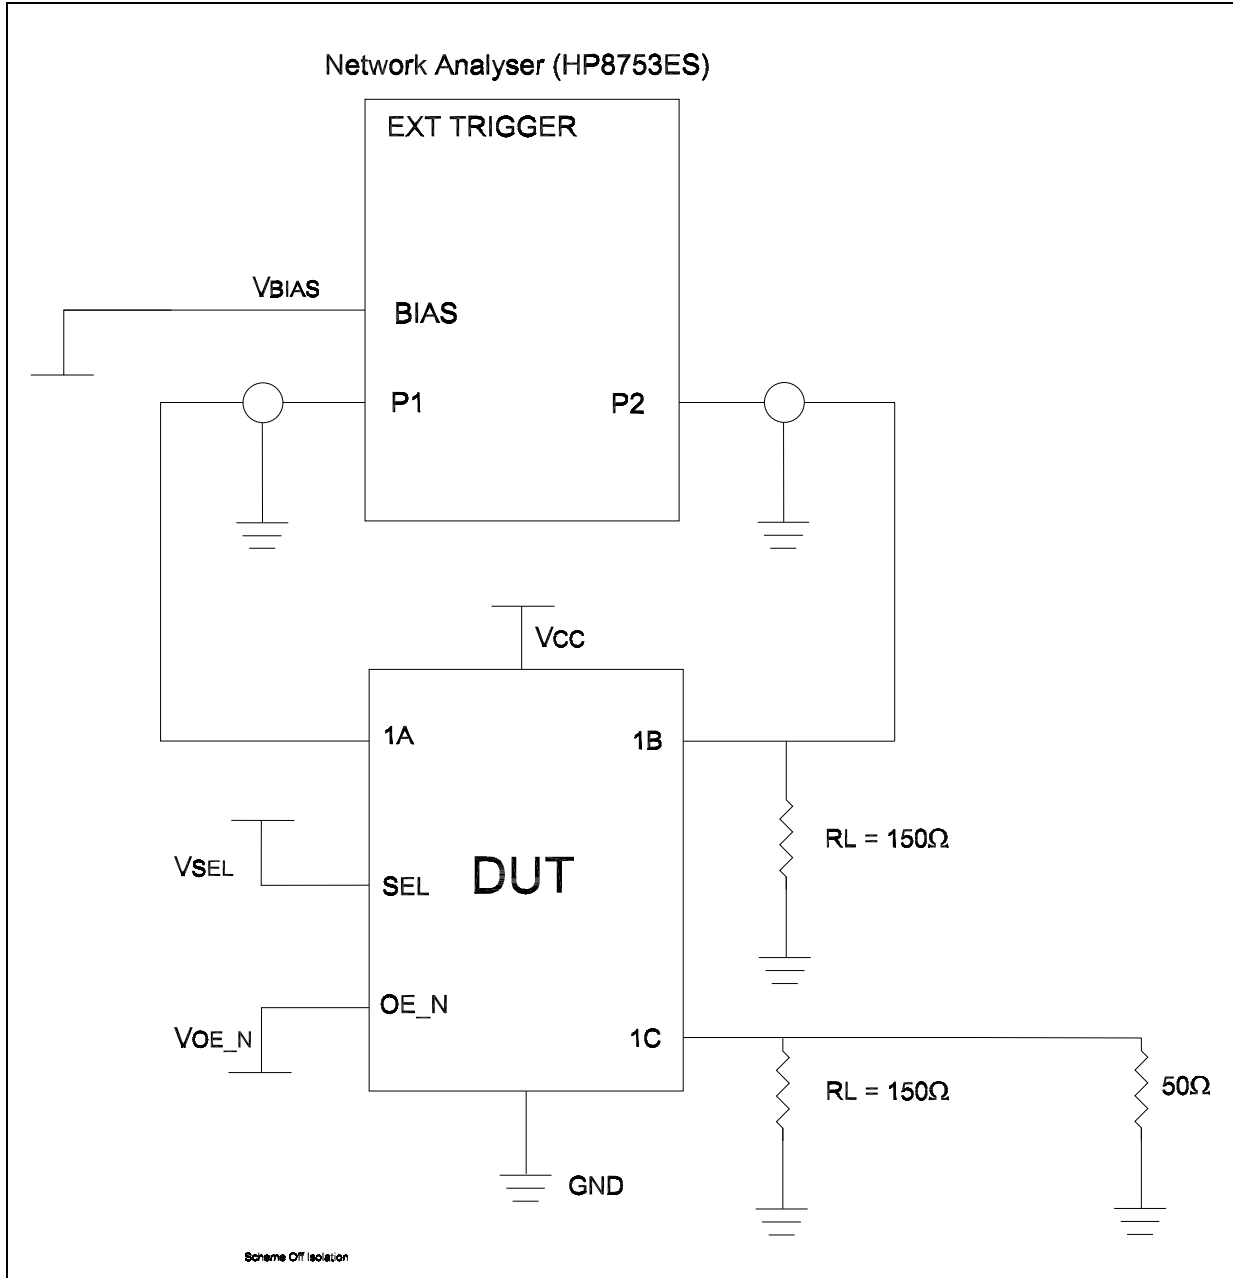 Network Analyser (HP8753ES)
EXT TRIGGER
VBIAS
BIAS
P1
P2
VCC
1A
1B
RL = 150Ω
VSEL
SEL
DUT
OE_N
VOE_N
1C
RL = 150Ω
50Ω
GND
Scheme Off Isolation